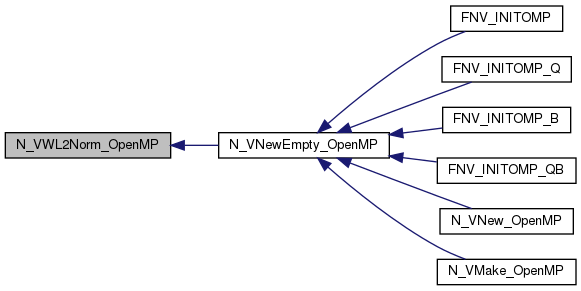 N_VWL2Norm_OpenMP
N_VNewEmpty_OpenMP
FNV_INITOMP
FNV_INITOMP_Q
FNV_INITOMP_B
FNV_INITOMP_QB
N_VNew_OpenMP
N_VMake_OpenMP